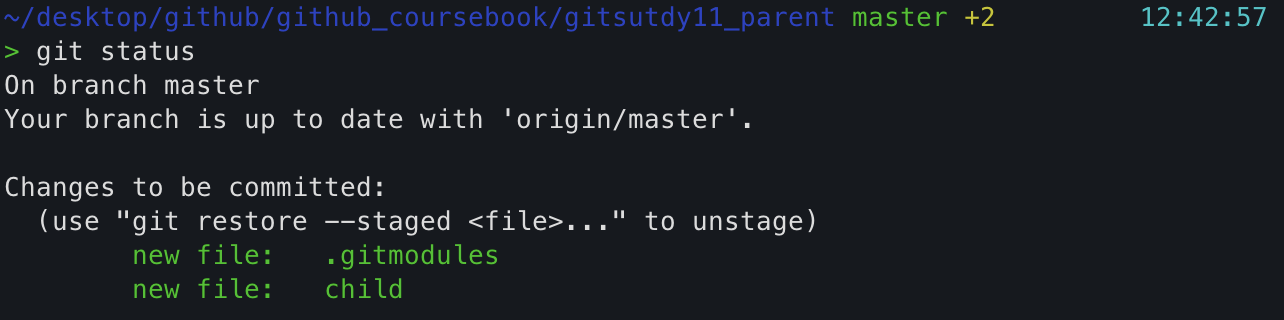 ~/desktop/github/github_coursebook/gitsutdy11_parent master +2 12:42:57
> git status
On branch master
Your branch is up to date with 'origin/master'.
Changes to be committed:
(use "git restore --staged <file>..." to unstage)
new file: .gitmodules
new file: child